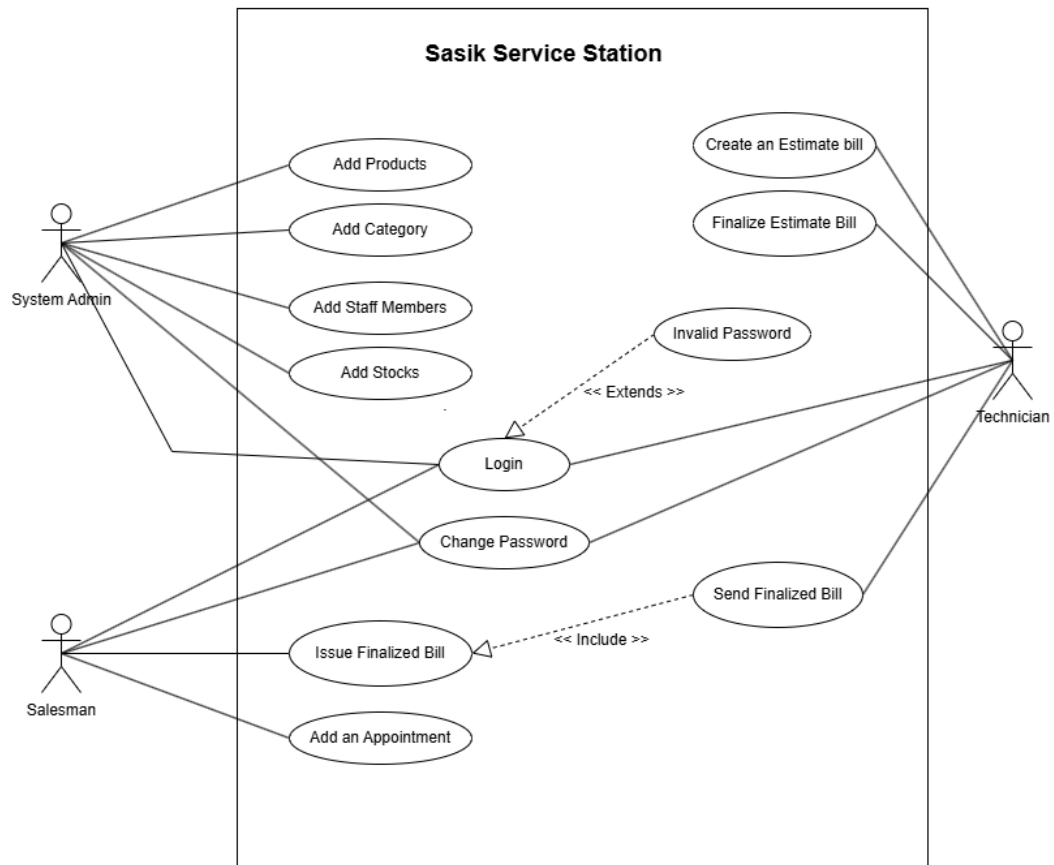 Sasik Service Station
Create an Estimate bill
Add Products
Finalize Estimate Bill
Add Category
System Admin
Add Staff Members
Invalid Password
Add Stocks
<< Extends >>
Technician
Login
Change Password
Send Finalized Bill
<< Include >>
Issue Finalized Bill
Salesman
Add an Appointment